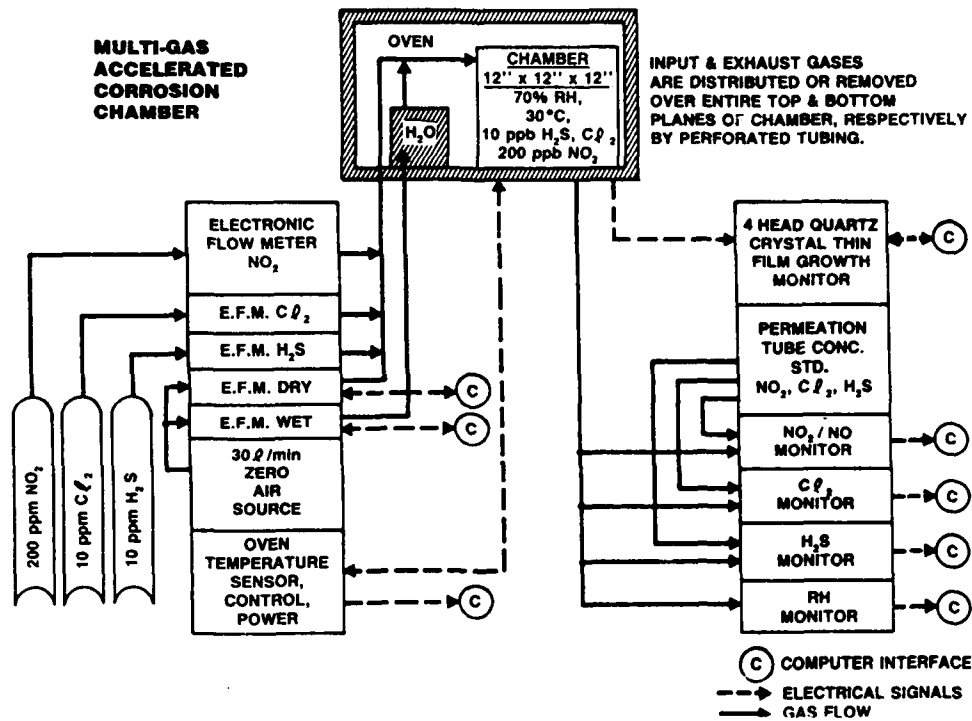 MULTI-GAS
ACCELERATED
CORROSION
CHAMBER
OVEN
H₂O
CHAMBER
12" x 12" x 12"
70% RH,
30°C,
10 ppb H₂S, Cℓ₂
200 ppb NO₂
INPUT & EXHAUST GASES
ARE DISTRIBUTED OR REMOVED
OVER ENTIRE TOP & BOTTOM
PLANES OF CHAMBER, RESPECTIVELY
BY PERFORATED TUBING.
200 ppm NO₂
10 ppm Cℓ₂
10 ppm H₂S
ELECTRONIC
FLOW METER
NO₂
E.F.M. Cℓ₂
E.F.M. H₂S
E.F.M. DRY
C
E.F.M. WET
C
30 ℓ/min
ZERO
AIR
SOURCE
OVEN
TEMPERATURE
SENSOR,
CONTROL,
POWER
C
4 HEAD QUARTZ
CRYSTAL THIN
FILM GROWTH
MONITOR
C
PERMEATION
TUBE CONC.
STD.
NO₂, Cℓ₂, H₂S
NO₂/NO
MONITOR
C
Cℓ₂
MONITOR
C
H₂S
MONITOR
C
RH
MONITOR
C
C COMPUTER INTERFACE
ELECTRICAL SIGNALS
GAS FLOW